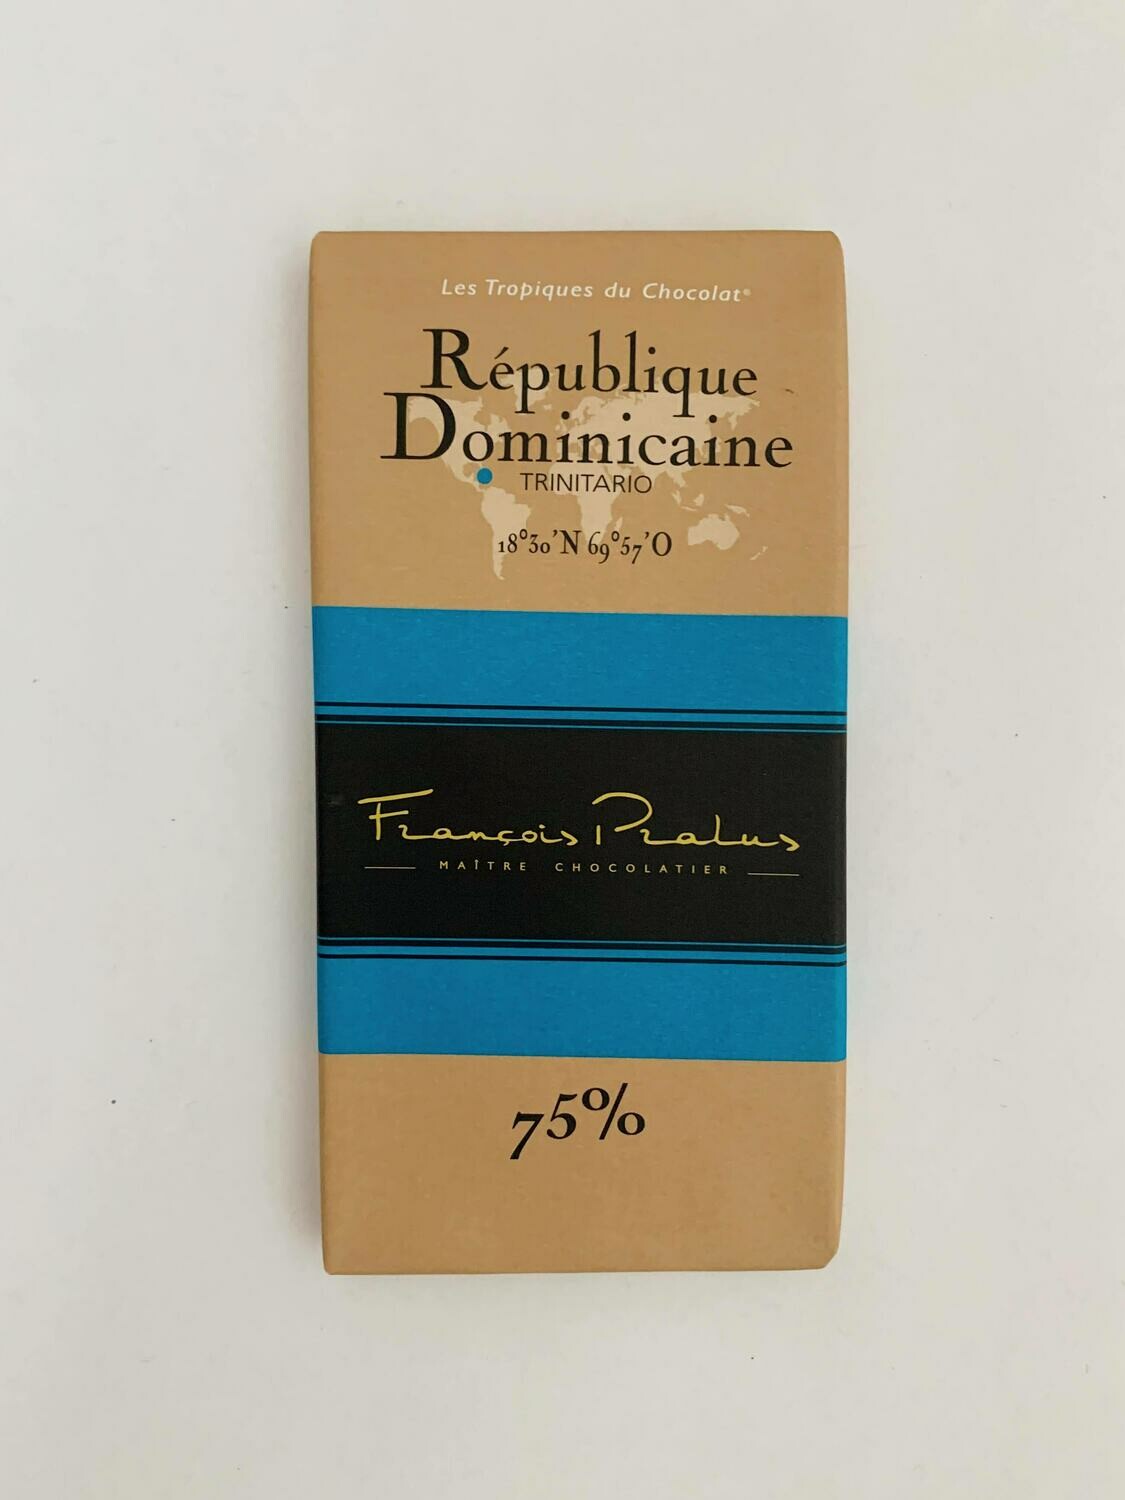 Les Tropiques du Chocolat®
République
Dominicaine
TRINITARIO
18°30'N 69°57'O
François Pralus
MAÎTRE CHOCOLATIER
75%